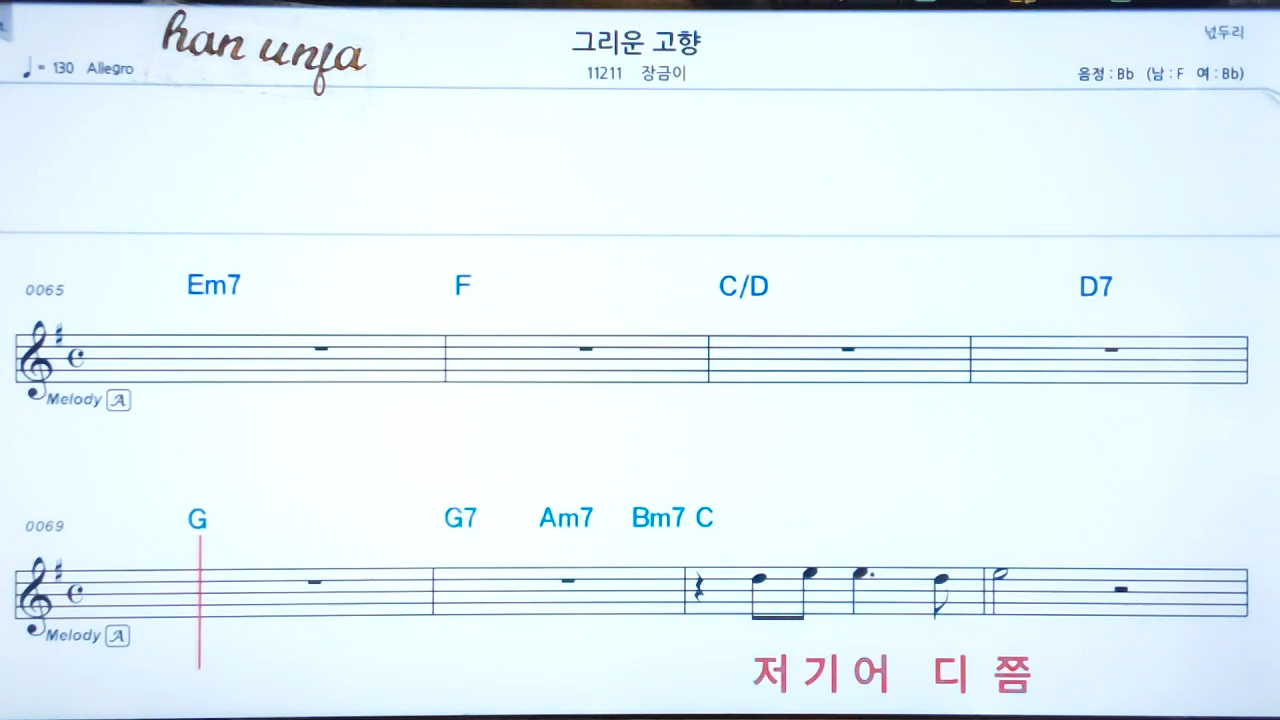 han unfa
그리운 고향
넋두리
♩= 130 Allegro
11211 장금이
음정 : Bb (남 : F 여 : Bb)
0065 Em7 F C/D D7
Melody A
0069 G G7 Am7 Bm7 C
Melody A
저 기 어 디 쯤